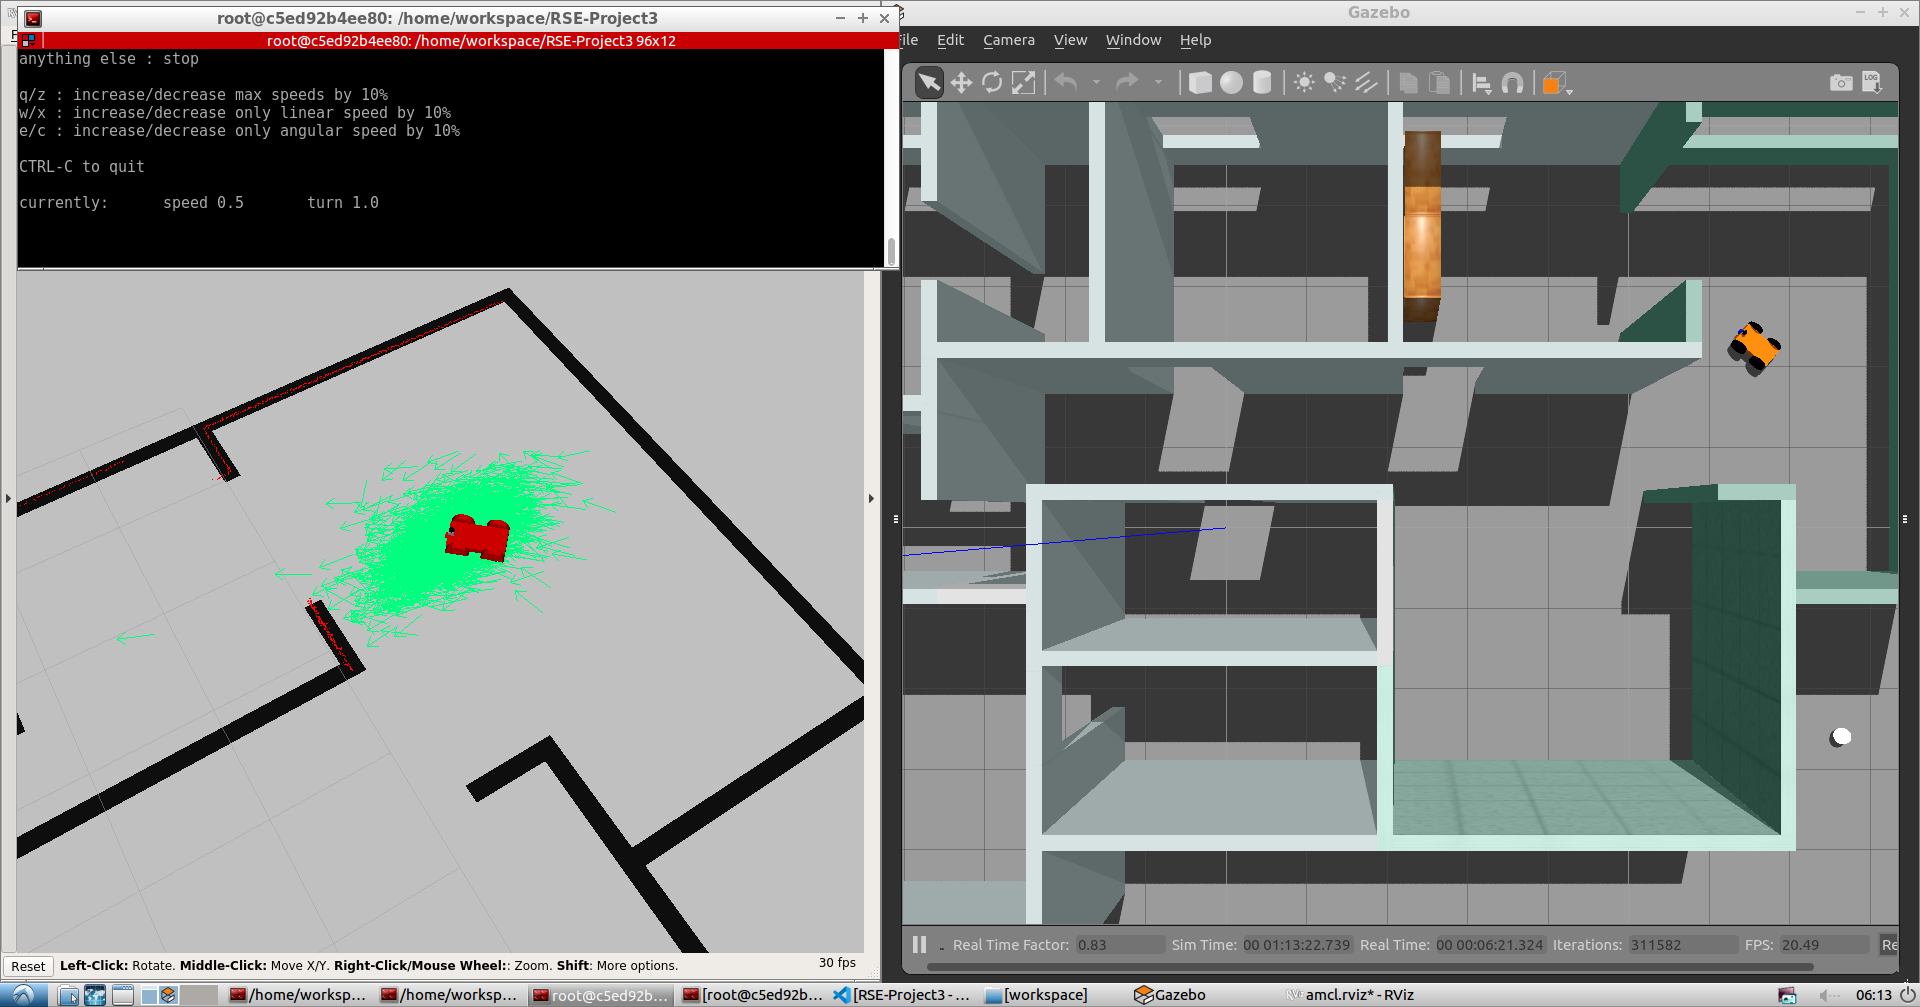 root@c5ed92b4ee80: /home/workspace/RSE-Project3
root@c5ed92b4ee80: /home/workspace/RSE-Project3 96x12
anything else : stop
q/z : increase/decrease max speeds by 10%
w/x : increase/decrease only linear speed by 10%
e/c : increase/decrease only angular speed by 10%
CTRL-C to quit
currently: speed 0.5 turn 1.0
Gazebo
File Edit Camera View Window Help
LOG
Reset Left-Click: Rotate. Middle-Click: Move X/Y. Right-Click/Mouse Wheel:: Zoom. Shift: More options. 30 fps
Real Time Factor: 0.83 Sim Time: 00 01:13:22.739 Real Time: 00 00:06:21.324 Iterations: 311582 FPS: 20.49 Re
/home/worksp... /home/worksp... root@c5ed92b... [root@c5ed92b... [RSE-Project3 - ... [workspace] Gazebo amcl.rviz* - RViz 06:13